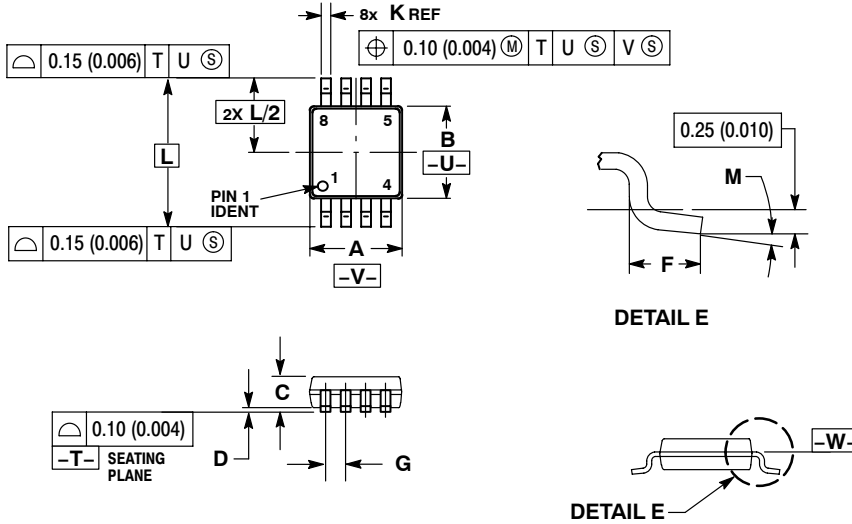 8x K REF
⌖ 0.10 (0.004) Ⓜ T U Ⓢ V Ⓢ
⌓ 0.15 (0.006) T U Ⓢ
2X L/2
L
8 5
B
–U–
1
4
PIN 1
IDENT
⌓ 0.15 (0.006) T U Ⓢ
A
–V–
0.25 (0.010)
M
F
DETAIL E
C
⌓ 0.10 (0.004)
–T– SEATING
PLANE
D
G
–W–
DETAIL E